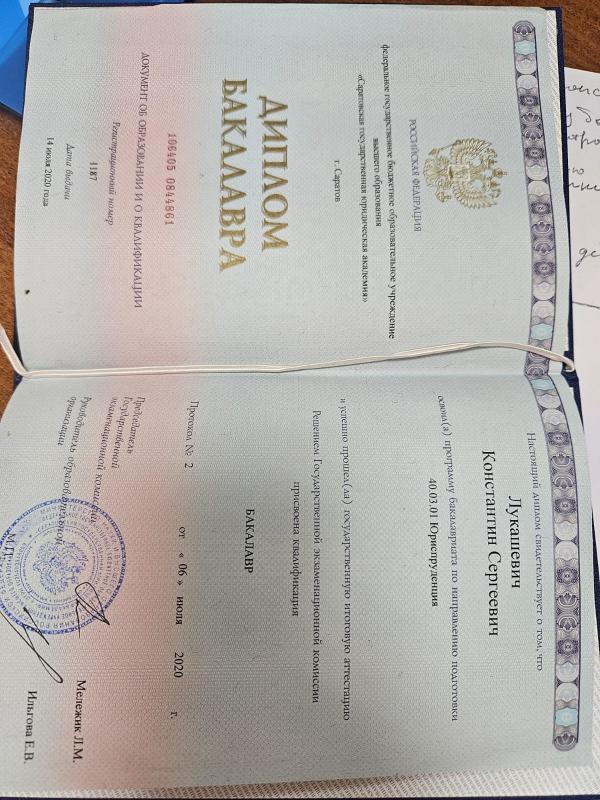 РОССИЙСКАЯ ФЕДЕРАЦИЯ
федеральное государственное бюджетное образовательное учреждение
высшего образования
«Саратовская государственная юридическая академия»
г. Саратов
ДИПЛОМ
БАКАЛАВРА
106405 0844861
ДОКУМЕНТ ОБ ОБРАЗОВАНИИ И О КВАЛИФИКАЦИИ
Регистрационный номер
4187
Дата выдачи
14 июля 2020 года
Настоящий диплом свидетельствует о том, что
Лукашевич
Константин Сергеевич
освоил(а) программу бакалавриата по направлению подготовки
40.03.01 Юриспруденция
и успешно прошел(ла) государственную итоговую аттестацию
Решением Государственной экзаменационной комиссии
присвоена квалификация
БАКАЛАВР
Протокол № 2 от « 06 » июля 2020 г.
Председатель
Государственной
экзаменационной комиссии
Мележик Л.М.
Руководитель образовательной
организации
Ильгова Е.В.
М.П.